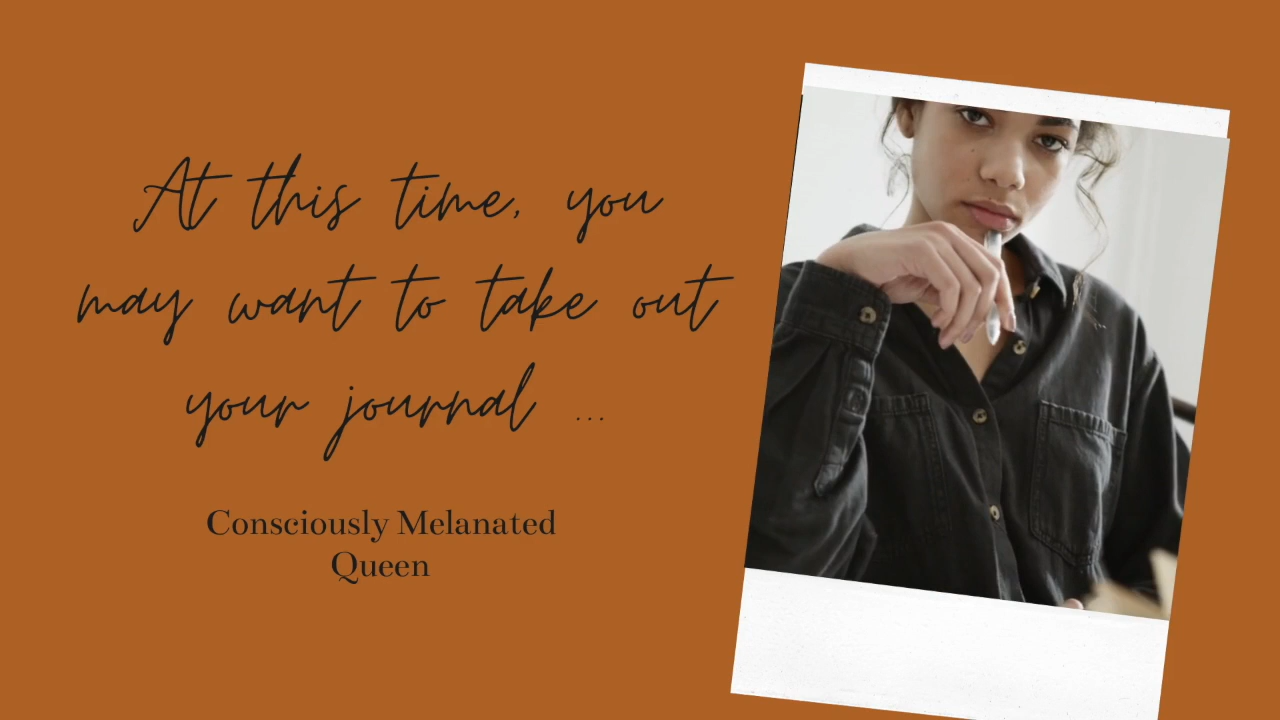 At this time, you
may want to take out
your journal ...
Consciously Melanated
Queen